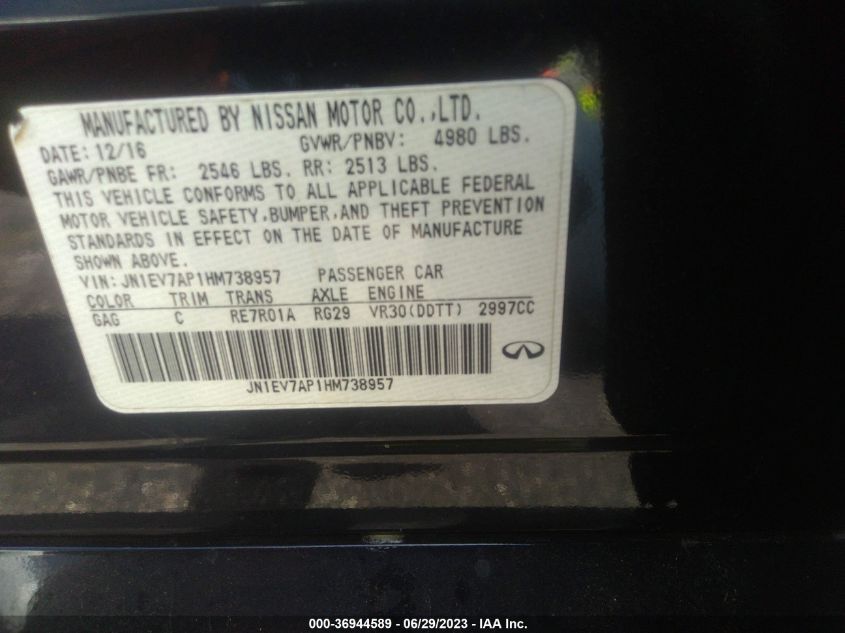 MANUFACTURED BY NISSAN MOTOR CO.,LTD.
DATE: 12/16 GVWR/PNBV: 4980 LBS.
GAWR/PNBE FR: 2546 LBS. RR: 2513 LBS.
THIS VEHICLE CONFORMS TO ALL APPLICABLE FEDERAL
MOTOR VEHICLE SAFETY,BUMPER,AND THEFT PREVENTION
STANDARDS IN EFFECT ON THE DATE OF MANUFACTURE
SHOWN ABOVE.
VIN: JN1EV7AP1HM738957 PASSENGER CAR
COLOR TRIM TRANS AXLE ENGINE
GAG C RE7R01A RG29 VR30(DDTT) 2997CC
JN1EV7AP1HM738957
000-36944589 / 06/29/2023 - IAA Inc.